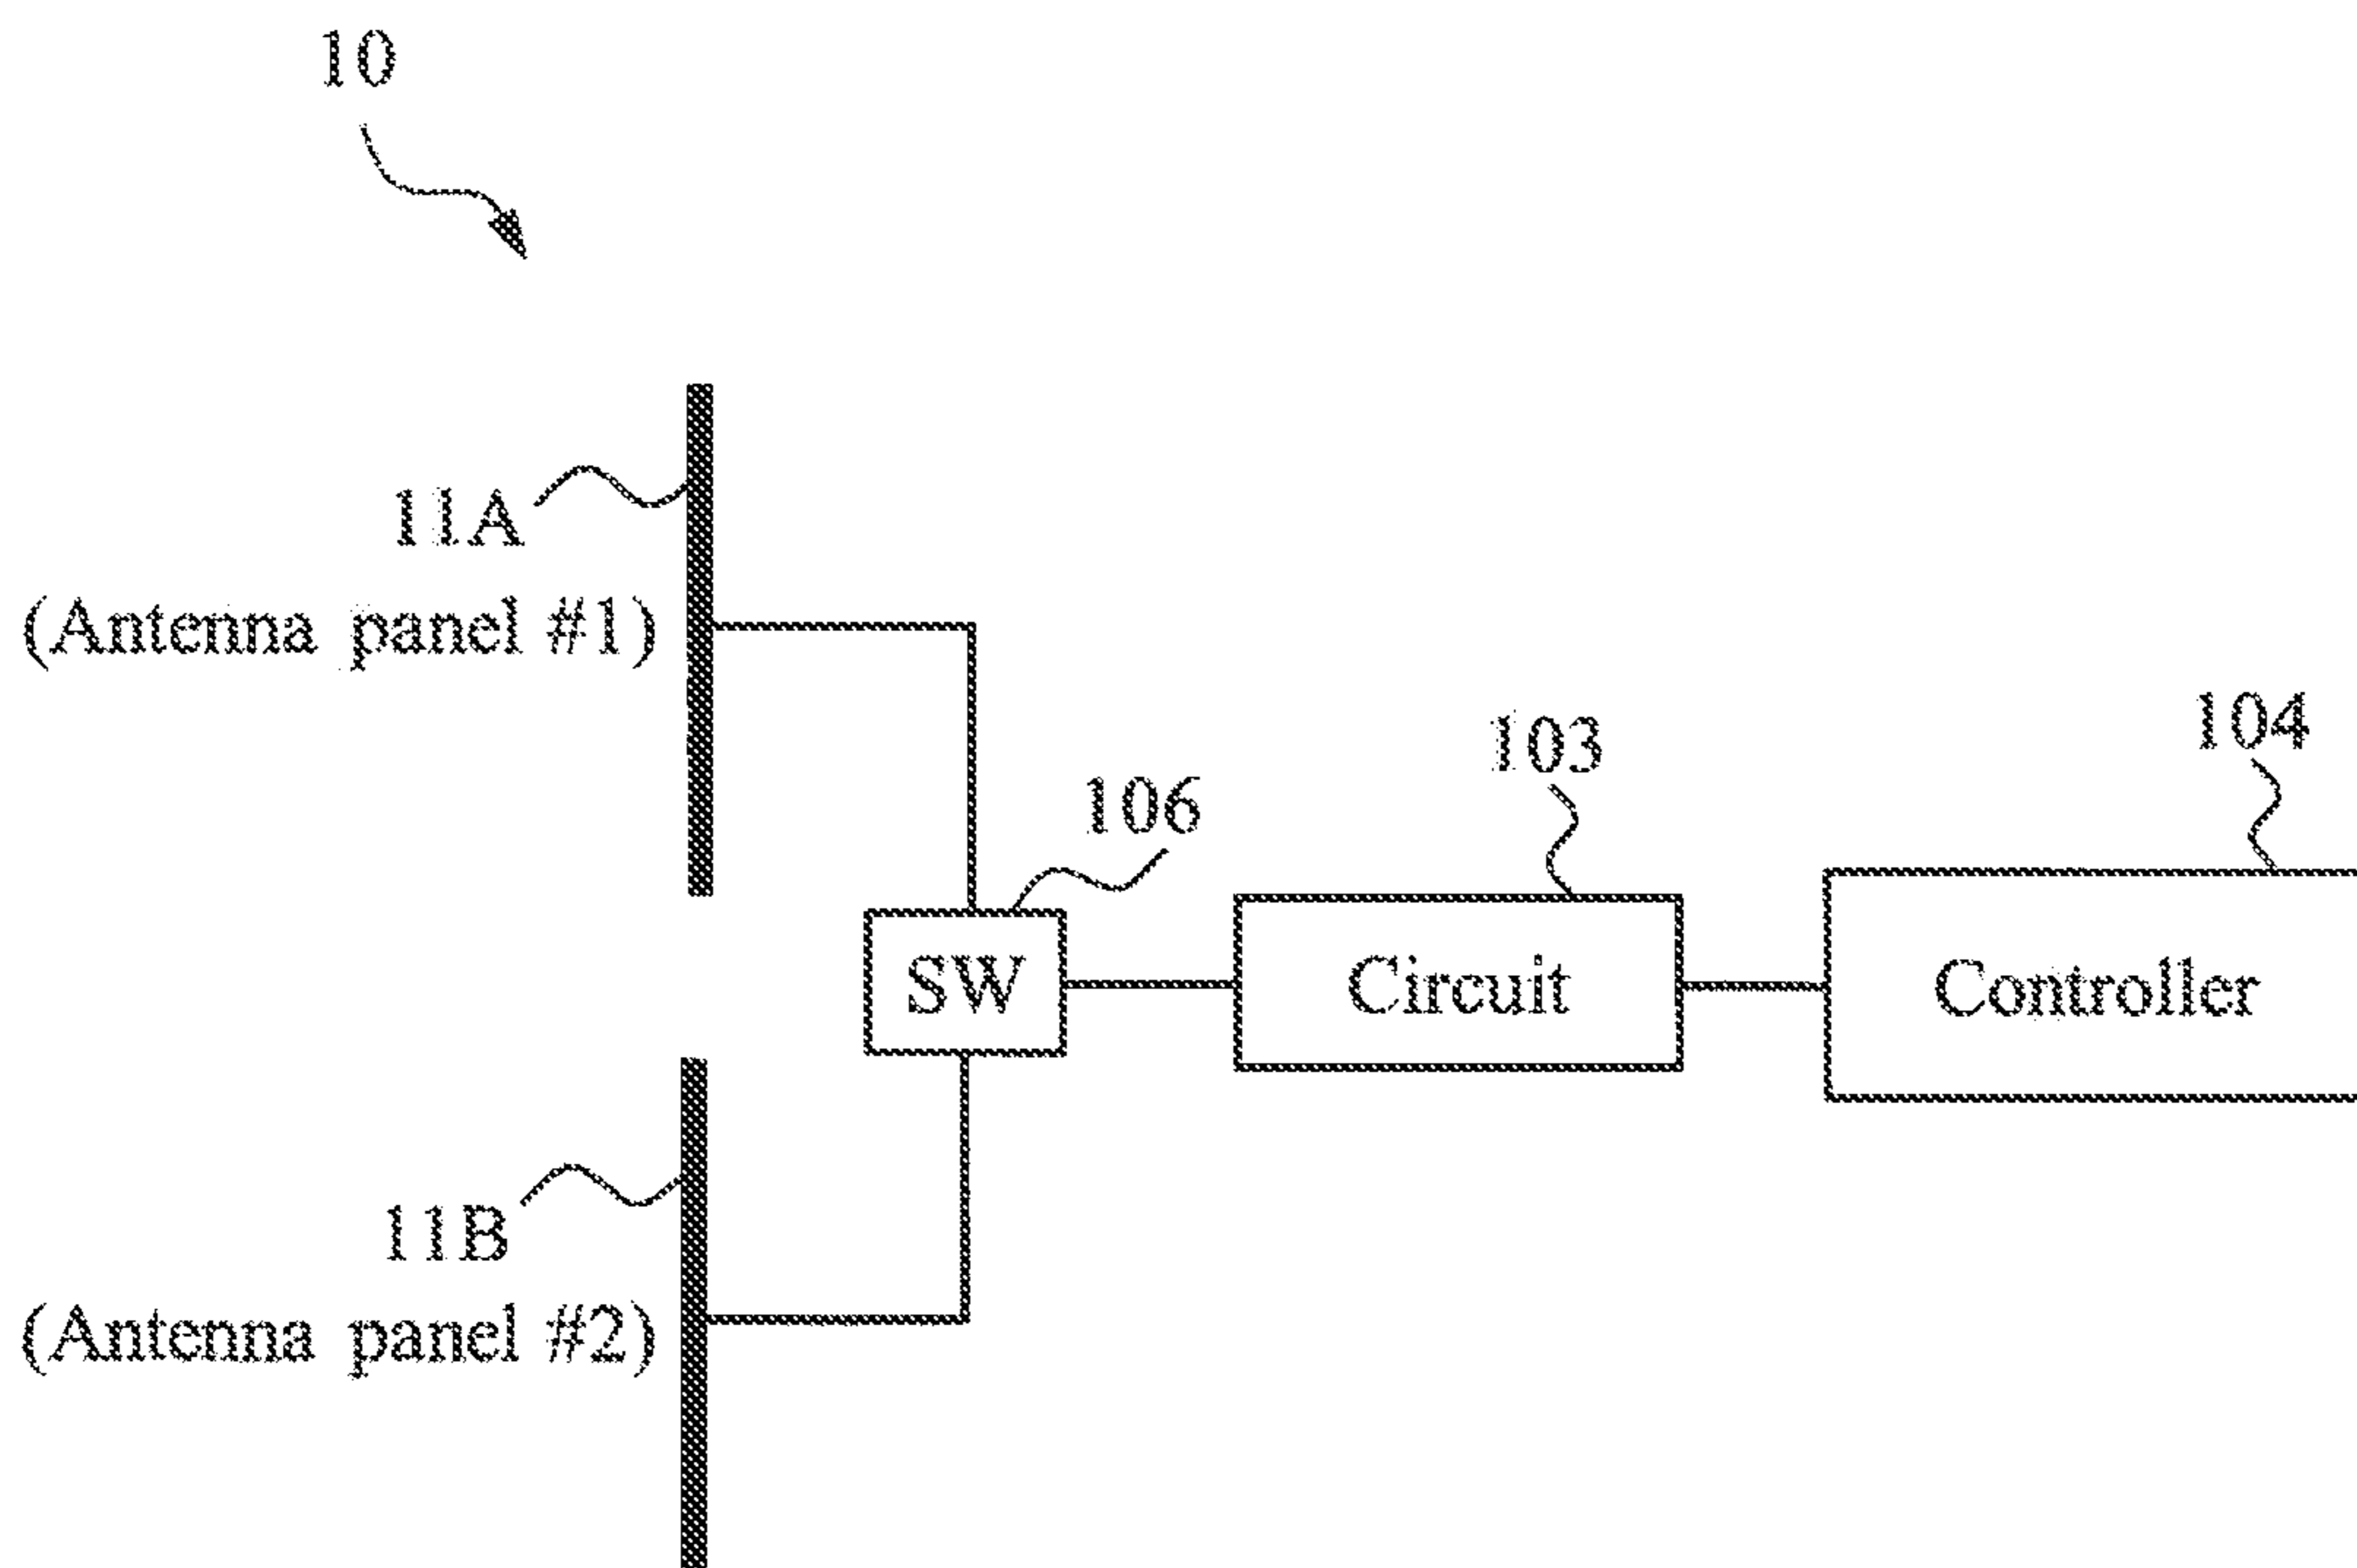 10
11A
(Antenna panel #1)
104
103
106
SW
Circuit
Controller
11B
(Antenna panel #2)